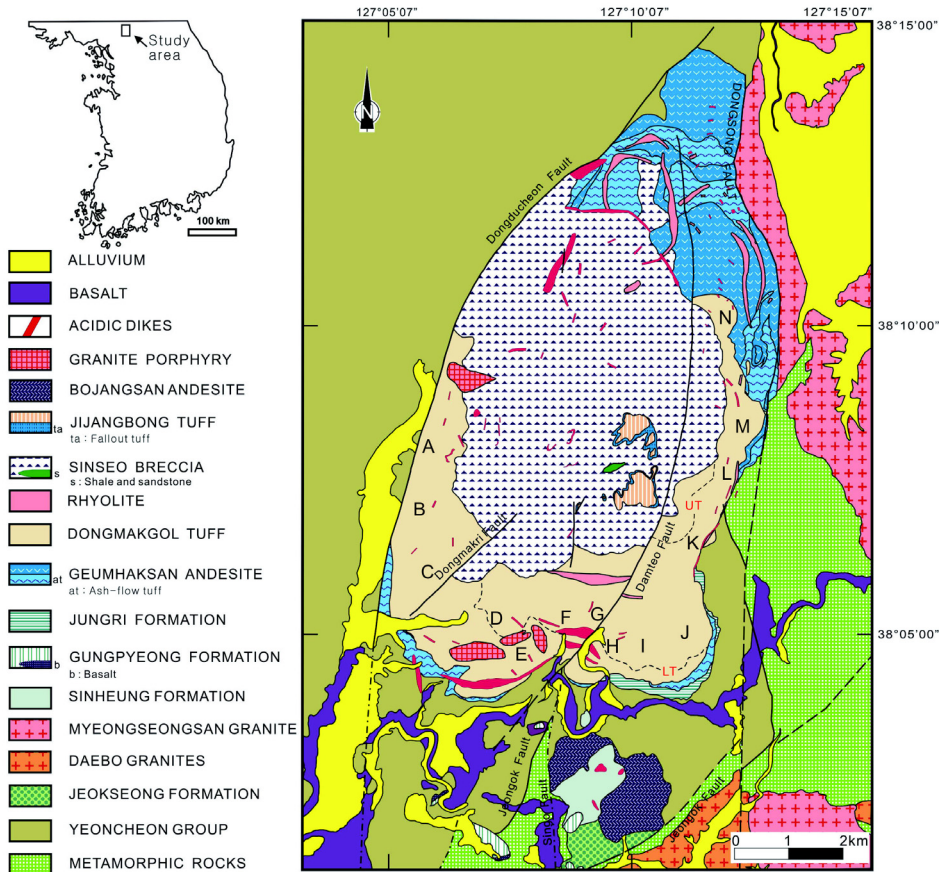 127°05'07"
127°10'07"
127°15'07"
38°15'00"
Study
area
100 km
N
DONGSONG FAULT
Dongducheon Fault
ALLUVIUM
BASALT
ACIDIC DIKES
GRANITE PORPHYRY
BOJANGSAN ANDESITE
JIJANGBONG TUFF
ta
ta : Fallout tuff
SINSEO BRECCIA
s
s : Shale and sandstone
RHYOLITE
DONGMAKGOL TUFF
GEUMHAKSAN ANDESITE
at
at : Ash-flow tuff
JUNGRI FORMATION
GUNGPYEONG FORMATION
b
b : Basalt
SINHEUNG FORMATION
MYEONGSEONGSAN GRANITE
DAEBO GRANITES
JEOKSEONG FORMATION
YEONCHEON GROUP
METAMORPHIC ROCKS
38°10'00"
N
M
A
L
B
UT
K
Dongmakri Fault
Damteo Fault
C
D
E
F
G
H
I
J
LT
38°05'00"
Jeongok Fault
Singi Fault
Jeongok Fault
0 1 2km